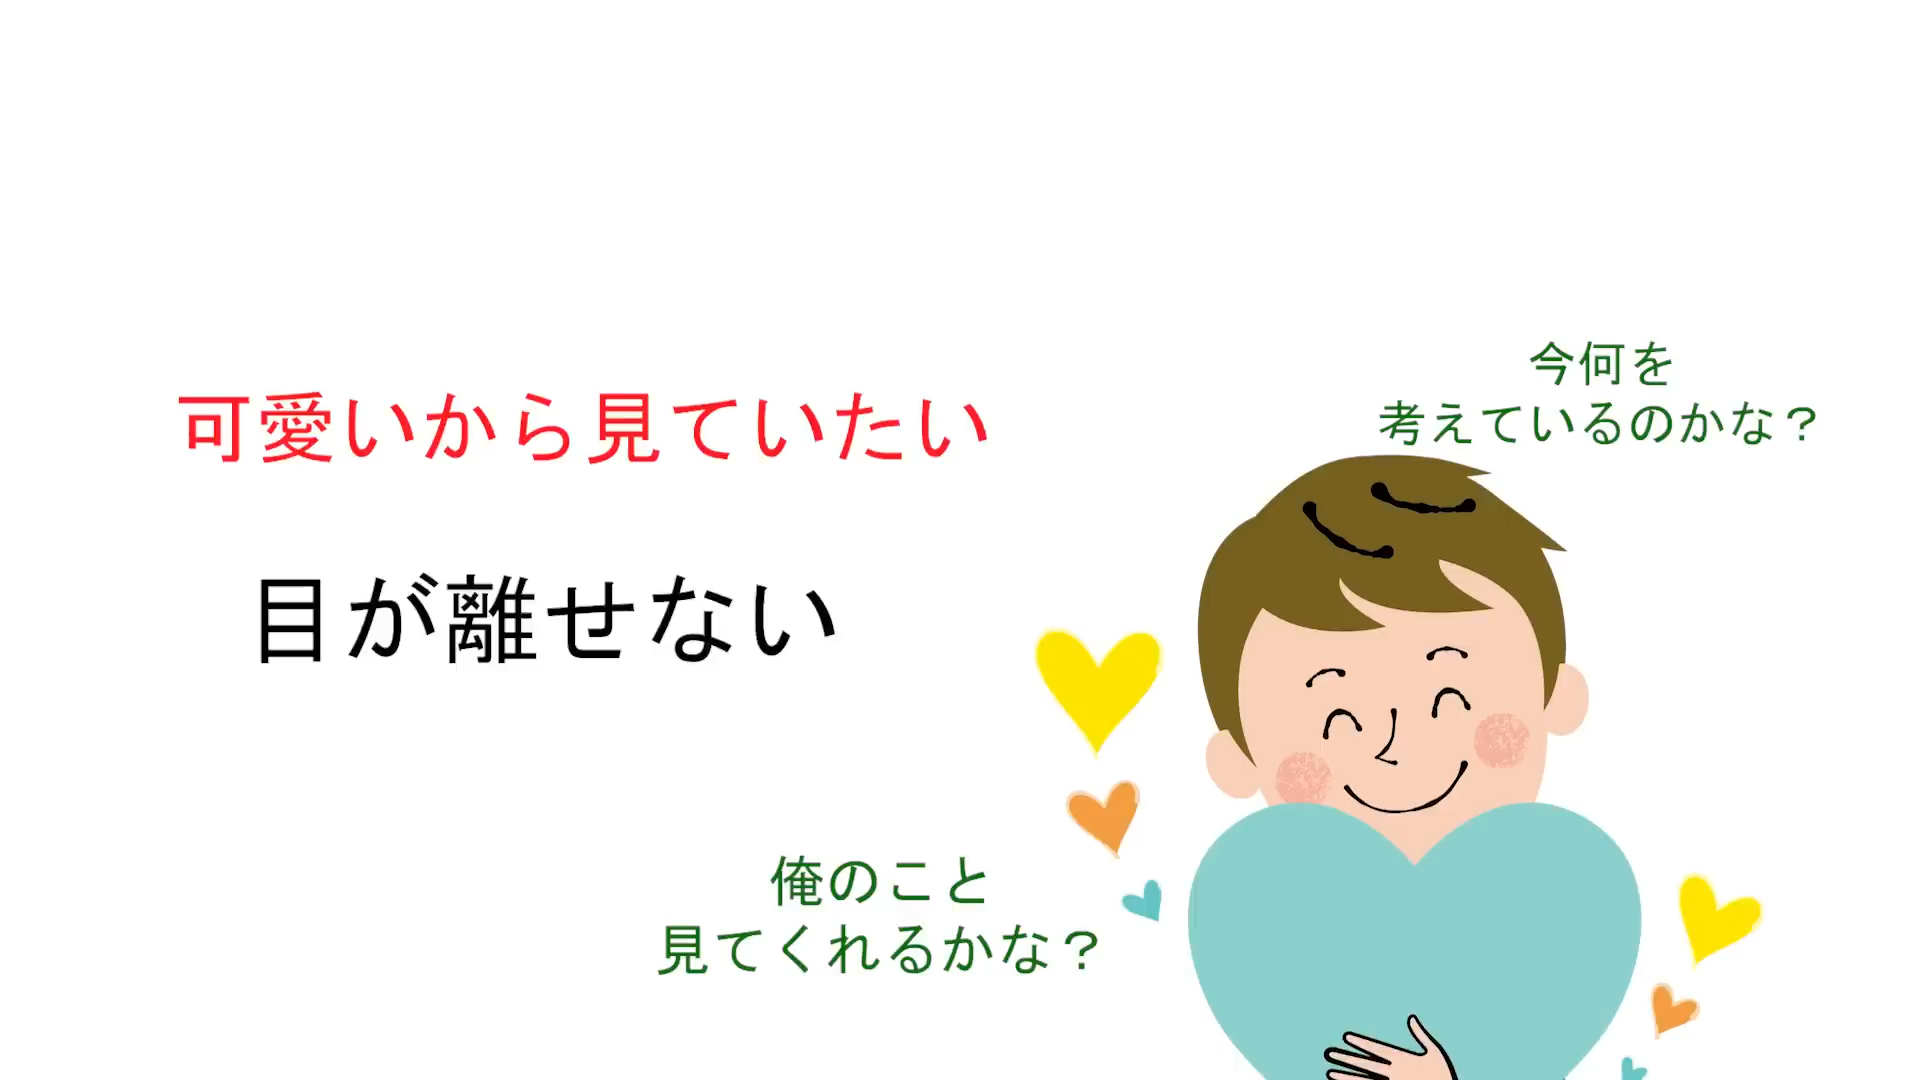 今何を
考えているのかな？
可愛いから見ていたい
目が離せない
俺のこと
見てくれるかな？